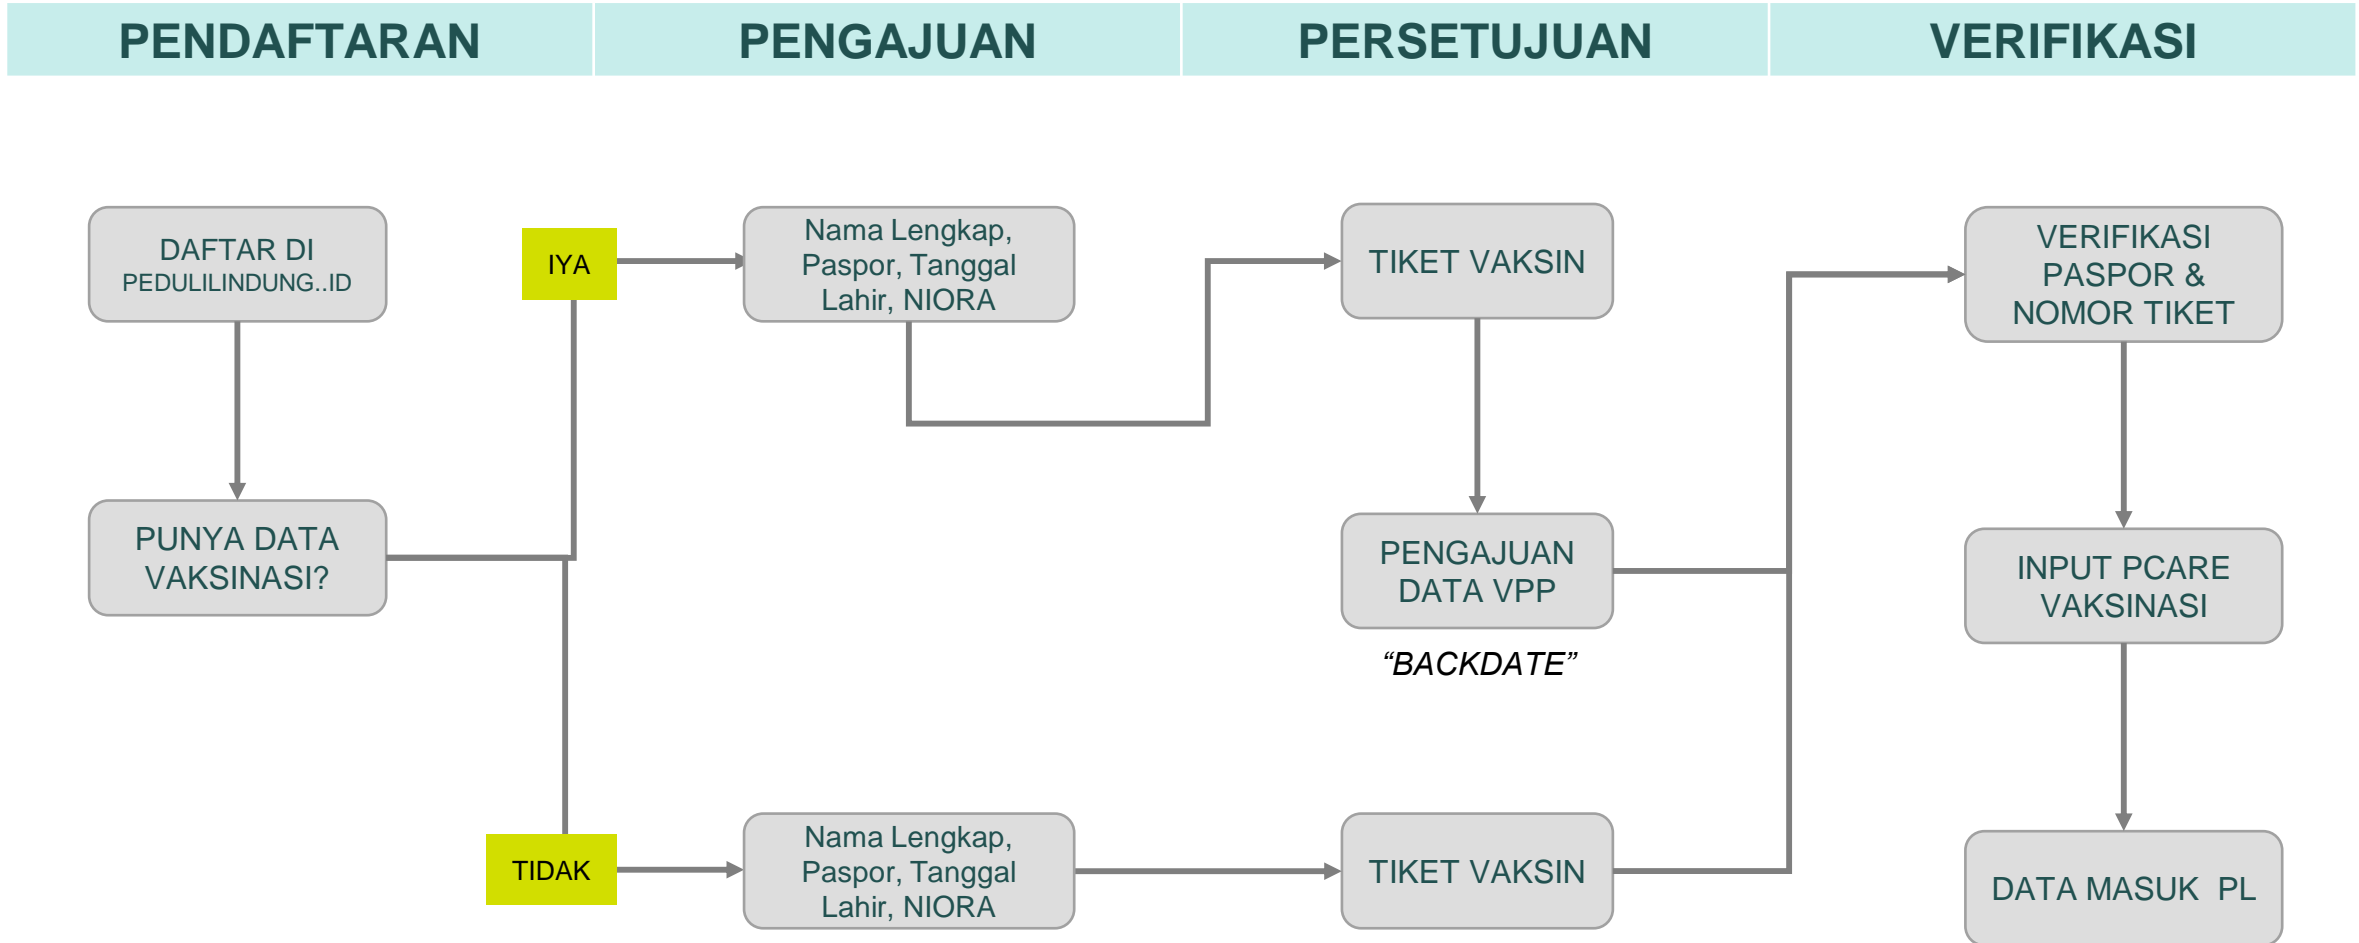 PENDAFTARAN
PENGAJUAN
PERSETUJUAN
VERIFIKASI
DAFTAR DI
PEDULILINDUNG..ID
PUNYA DATA
VAKSINASI?
IYA
TIDAK
Nama Lengkap,
Paspor, Tanggal
Lahir, NIORA
Nama Lengkap,
Paspor, Tanggal
Lahir, NIORA
TIKET VAKSIN
PENGAJUAN
DATA VPP
“BACKDATE”
TIKET VAKSIN
VERIFIKASI
PASPOR &
NOMOR TIKET
INPUT PCARE
VAKSINASI
DATA MASUK  PL